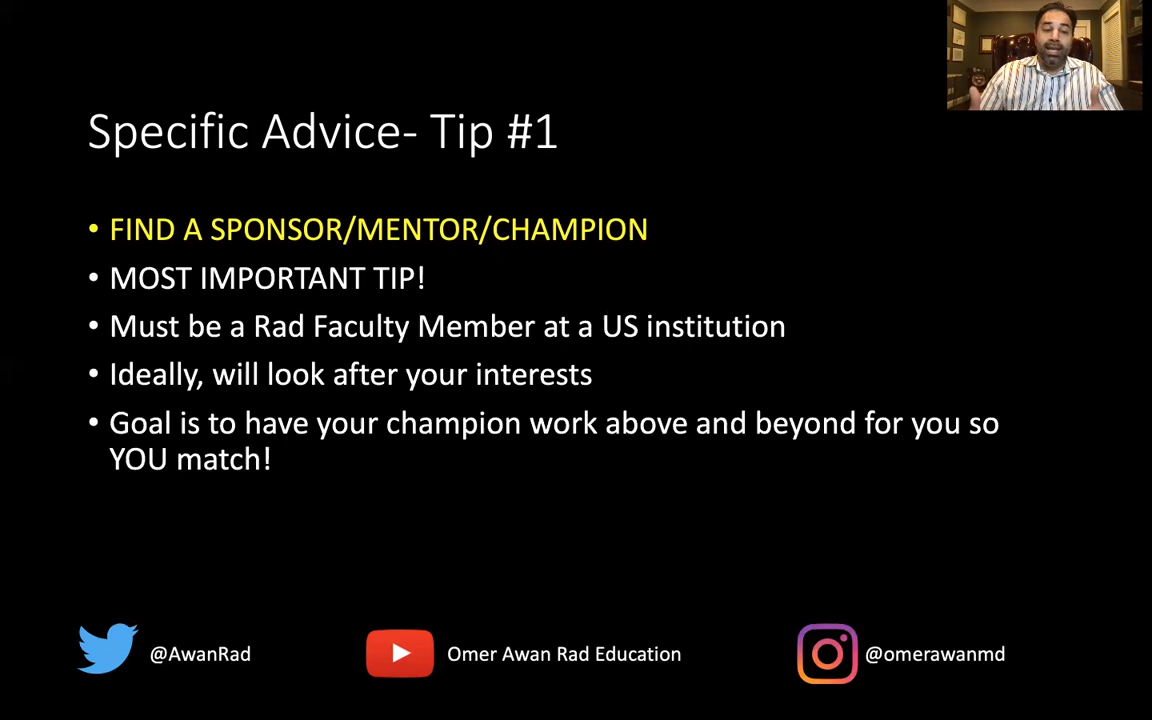 Specific Advice- Tip #1
• FIND A SPONSOR/MENTOR/CHAMPION
• MOST IMPORTANT TIP!
• Must be a Rad Faculty Member at a US institution
• Ideally, will look after your interests
• Goal is to have your champion work above and beyond for you so
YOU match!
@AwanRad
Omer Awan Rad Education
@omerawanmd